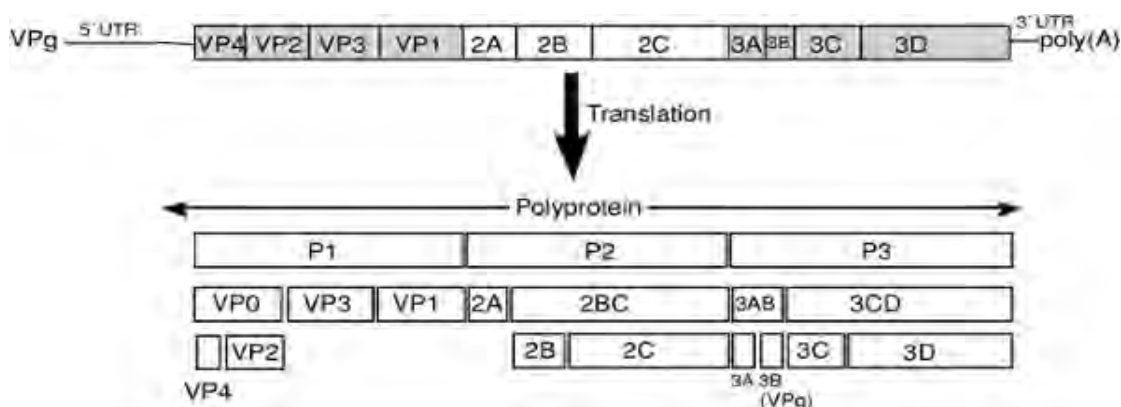 VPg 5´ UTR VP4 VP2 VP3 VP1 2A 2B 2C 3A 3B 3C 3D 3´ UTR poly(A)
Translation
Polyprotein
P1 P2 P3
VP0 VP3 VP1 2A 2BC 3AB 3CD
VP2 2B 2C 3C 3D
VP4 3A 3B
(VPg)